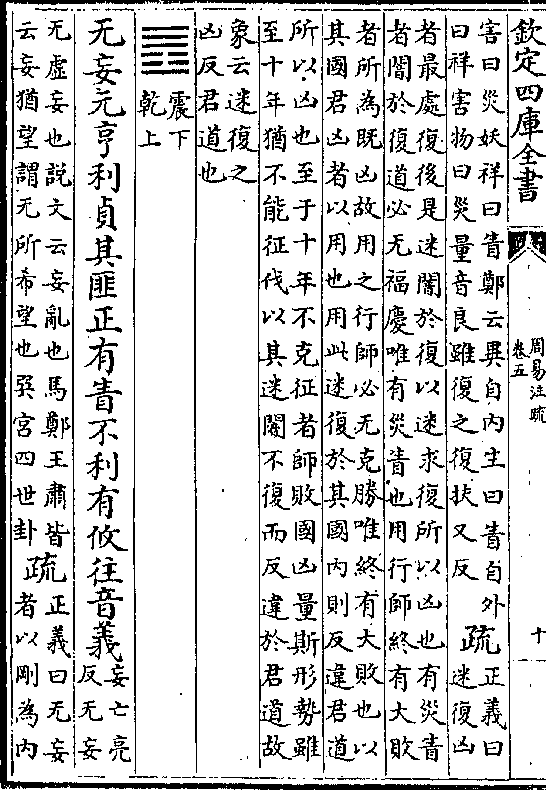 欽定四庫全書
周易注疏
卷五
十
害曰災妖祥曰眚鄭云異自内生曰眚自外
曰祥害物曰災量音良雖復之復扶又反
疏
正義曰
迷復凶
者最處復後是迷闇於復以迷求復所以凶也有災眚
者闇於復道必无福慶唯有災眚也用行師終有大敗
者所為既凶故用之行師必无克勝唯終有大敗也以
其國君凶者以用也用此迷復於其國内則反違君道
所以凶也至于十年不克征者師敗國凶量斯形勢雖
至十年猶不能征伐以其迷闇不復而反違於君道故
象云迷復之
凶反君道也
䷘
震下
乾上
无妄元亨利貞其匪正有眚不利有攸往音義
妄亡亮
反无妄
无虚妄也說文云妄亂也馬鄭王肅皆
云妄猶望謂无所希望也巽宫四世卦
疏
正義曰无妄
者以剛為内